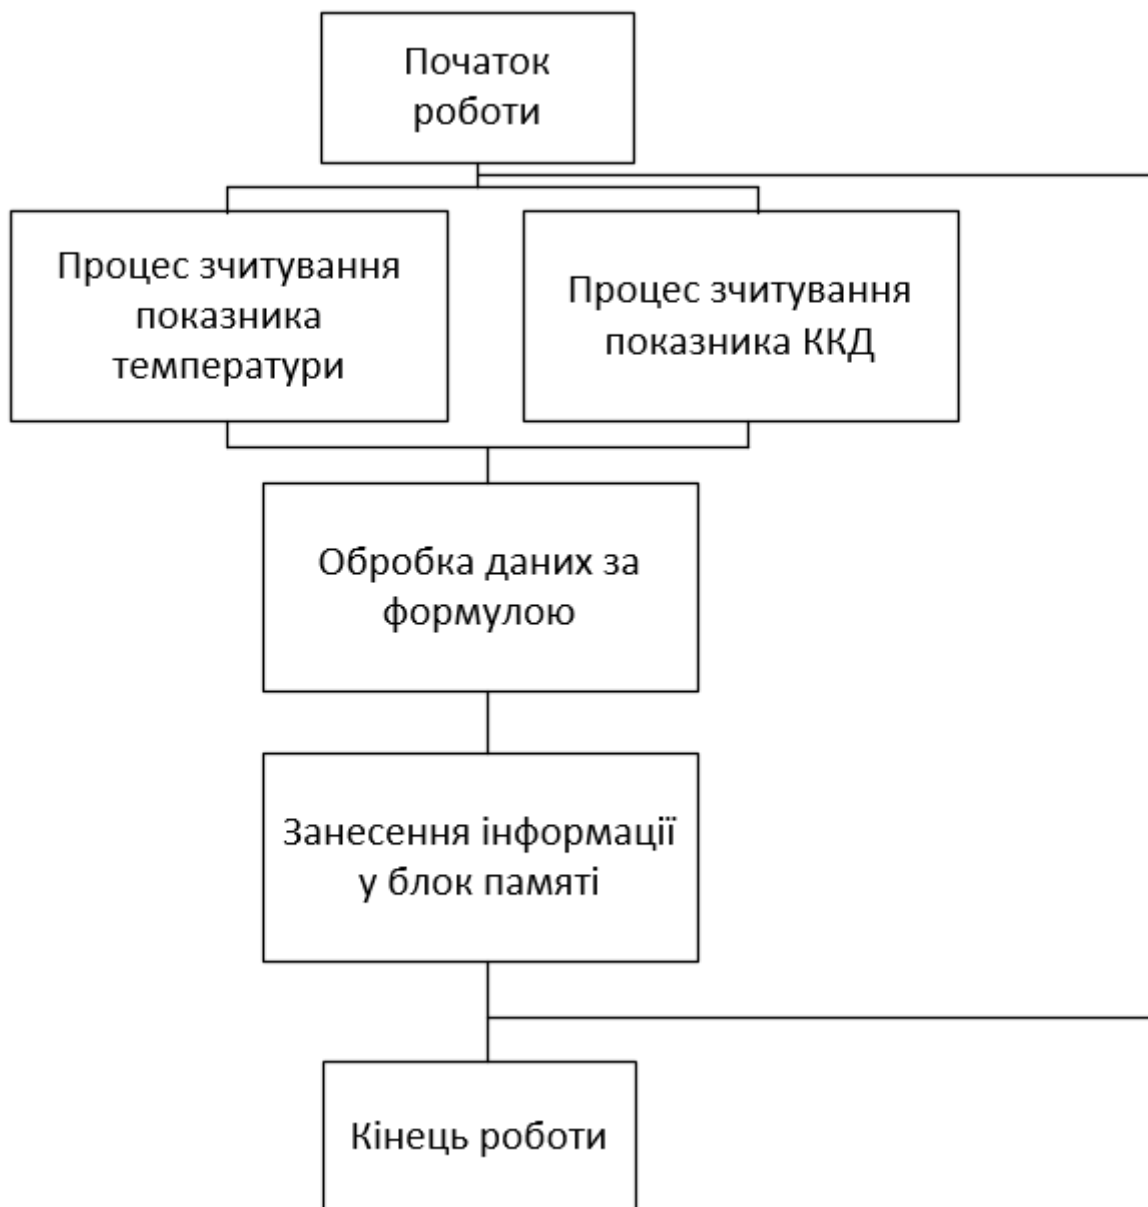 Початок
роботи
Процес зчитування
показника
температури
Процес зчитування
показника ККД
Обробка даних за
формулою
Занесення інформації
у блок памяті
Кінець роботи